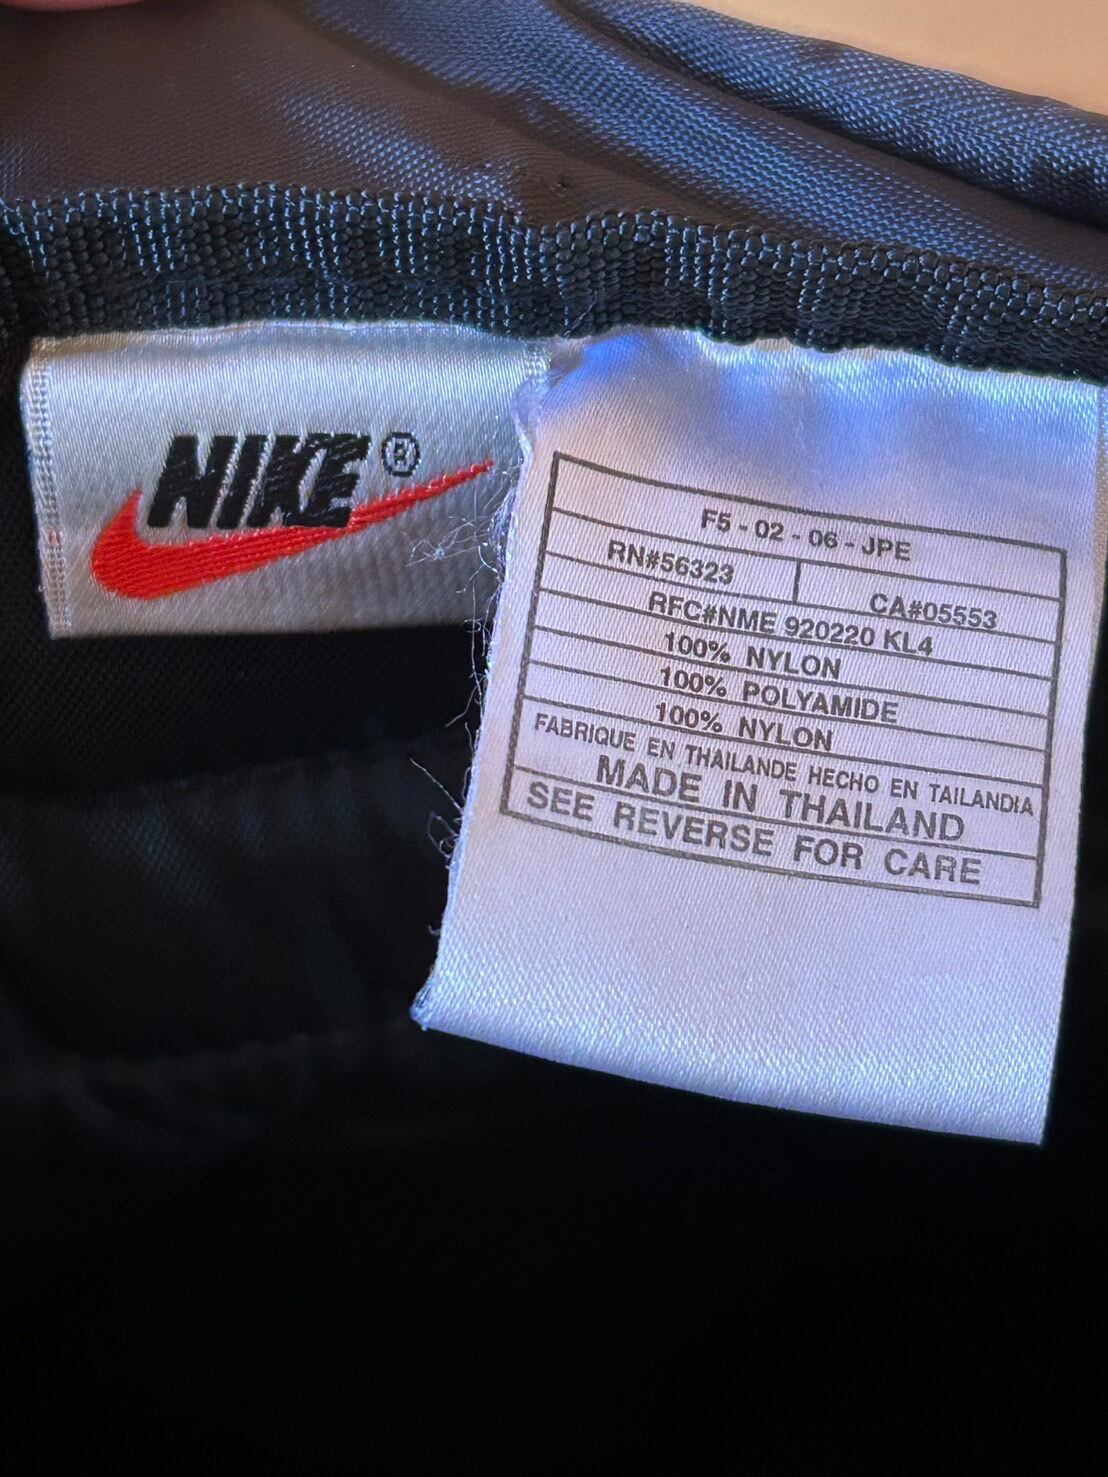 NIKE®
F5 - 02 - 06 - JPE
RN#56323 CA#05553
RFC#NME 920220 KL4
100% NYLON
100% POLYAMIDE
100% NYLON
FABRIQUE EN THAILANDE HECHO EN TAILANDIA
MADE IN THAILAND
SEE REVERSE FOR CARE